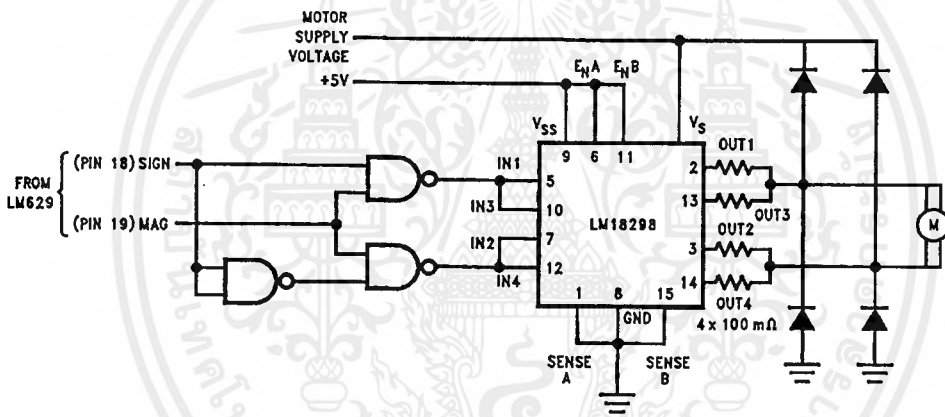 MOTOR
SUPPLY
VOLTAGE
+5V
ENA ENB
VSS
VS
9 6 11
FROM
LM629
(PIN 18) SIGN
(PIN 19) MAG
IN1
IN3
IN2
IN4
5
10
7
12
LM18298
2
13
3
14
OUT1
OUT3
OUT2
OUT4
4 x 100 mΩ
M
1 8 15
GND
SENSE
A
SENSE
B